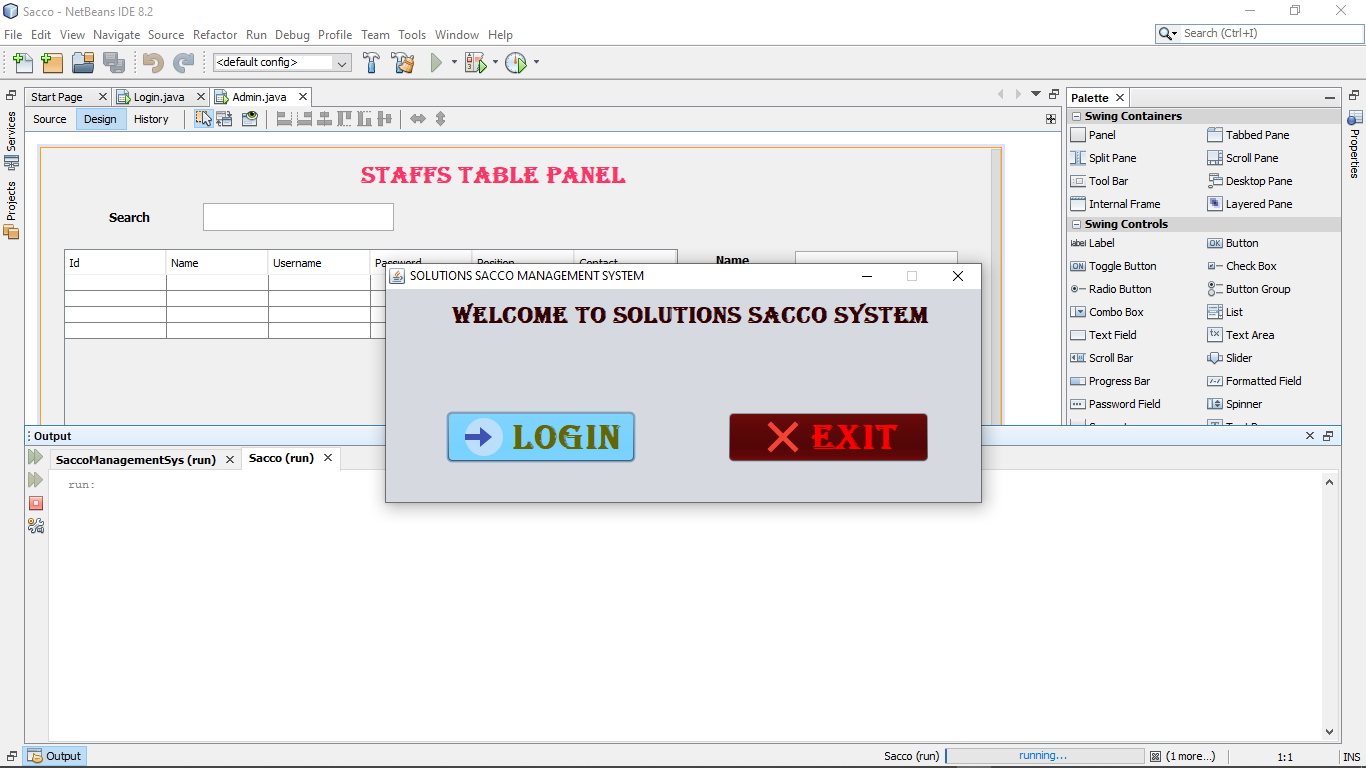 Sacco - NetBeans IDE 8.2
File Edit View Navigate Source Refactor Run Debug Profile Team Tools Window Help
Search (Ctrl+I)
<default config>
Start Page Login.java Admin.java
Source Design History
Services
Projects
STAFFS TABLE PANEL
Search
Id Name Username Password Position Contact
Name
SOLUTIONS SACCO MANAGEMENT SYSTEM
WELCOME TO SOLUTIONS SACCO SYSTEM
LOGIN
EXIT
Palette
Swing Containers
Panel Tabbed Pane
Split Pane Scroll Pane
Tool Bar Desktop Pane
Internal Frame Layered Pane
Swing Controls
label Label OK Button
ON Toggle Button Check Box
Radio Button Button Group
Combo Box List
Text Field Text Area
Scroll Bar Slider
Progress Bar Formatted Field
Password Field Spinner
Properties
Output
SaccoManagementSys (run) Sacco (run)
run:
Output
Sacco (run) running... (1 more...) 1:1 INS